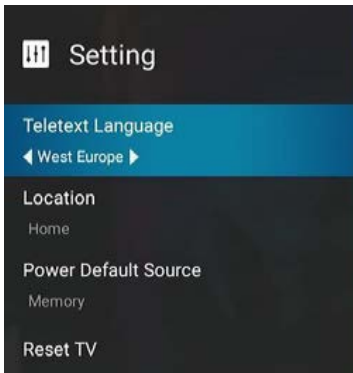 Setting
Teletext Language
West Europe
Location
Home
Power Default Source
Memory
Reset TV